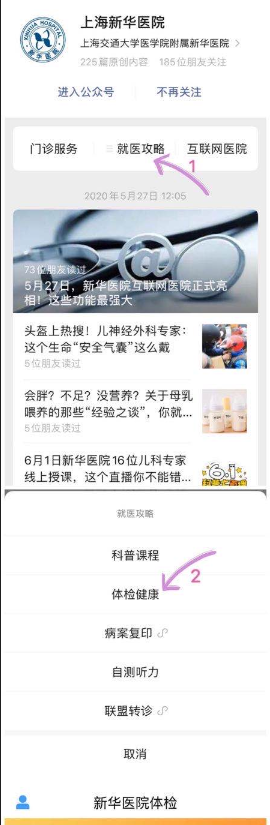 上海新华医院
上海交通大学医学院附属新华医院
225篇原创内容 185位朋友关注
进入公众号 不再关注
门诊服务 就医攻略 互联网医院
1
2020年5月27日 12:05
73位朋友读过
5月27日，新华医院互联网医院正式亮
相！这些功能最强大
头盔上热搜！儿神经外科专家：
这个生命“安全气囊”这么戴
5位朋友读过
会胖？不足？没营养？关于母乳
喂养的那些“经验之谈”，你就...
5位朋友读过
6月1日新华医院16位儿科专家
线上授课，这个直播你不能错...
6.1
就医攻略
科普课程
体检健康
2
病案复印
自测听力
联盟转诊
取消
新华医院体检